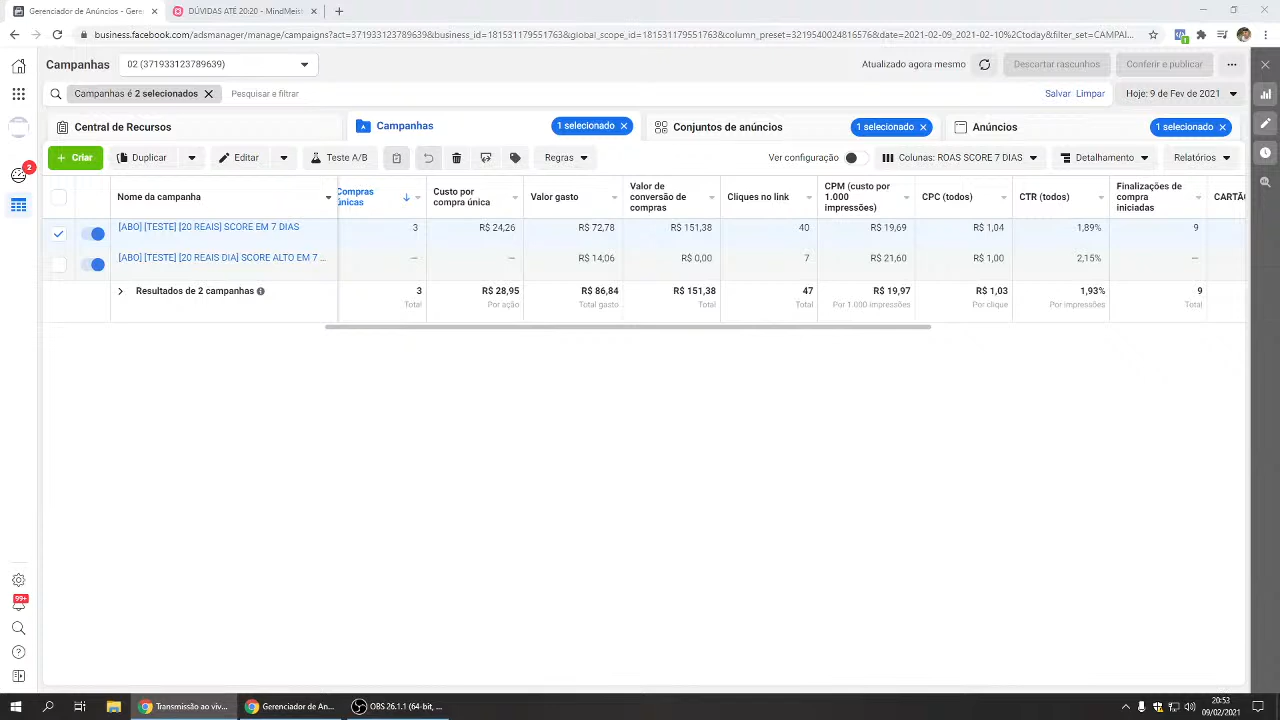 Gerenciador de Anúncios - Geren
DÚVIDAS ATÉ 20:20 - MindMeist
business.facebook.com/adsmanager/manage/campaigns?act=371933123789639&business_id=181531179551763&global_scope_id=181531179551763&column_preset=3219540024816576&date=2021-02-09_2021-02-10%2Ctoday&filter_set=CAMPAI...
Campanhas
02 (371933123789639)
Atualizado agora mesmo
Descartar rascunhos
Conferir e publicar
Campanhas é 2 selecionados
Pesquisar e filtrar
Salvar Limpar
Hoje: 9 de Fev de 2021
Central de Recursos
Campanhas
1 selecionado
Conjuntos de anúncios
1 selecionado
Anúncios
1 selecionado
2
+ Criar
Duplicar
Editar
Teste A/B
Regras
Ver configuração
Colunas: ROAS SCORE 7 DIAS
Detalhamento
Relatórios
Nome da campanha
Compras únicas
Custo por compra única
Valor gasto
Valor de conversão de compras
Cliques no link
CPM (custo por 1.000 impressões)
CPC (todos)
CTR (todos)
Finalizações de compra iniciadas
CARTÃO
[ABO] [TESTE] [20 REAIS] SCORE EM 7 DIAS
3
R$ 24,26
R$ 72,78
R$ 151,38
40
R$ 19,69
R$ 1,04
1,89%
9
[ABO] [TESTE] [20 REAIS DIA] SCORE ALTO EM 7 ...
—
—
R$ 14,06
R$ 0,00
7
R$ 21,60
R$ 1,00
2,15%
—
Resultados de 2 campanhas
3
R$ 28,95
R$ 86,84
R$ 151,38
47
R$ 19,97
R$ 1,03
1,93%
9
Total
Por ação
Total gasto
Total
Total
Por 1.000 impressões
Por clique
Por impressões
Total
99+
Transmissão ao viv...
Gerenciador de An...
OBS 26.1.1 (64-bit, ...
20:53
09/02/2021